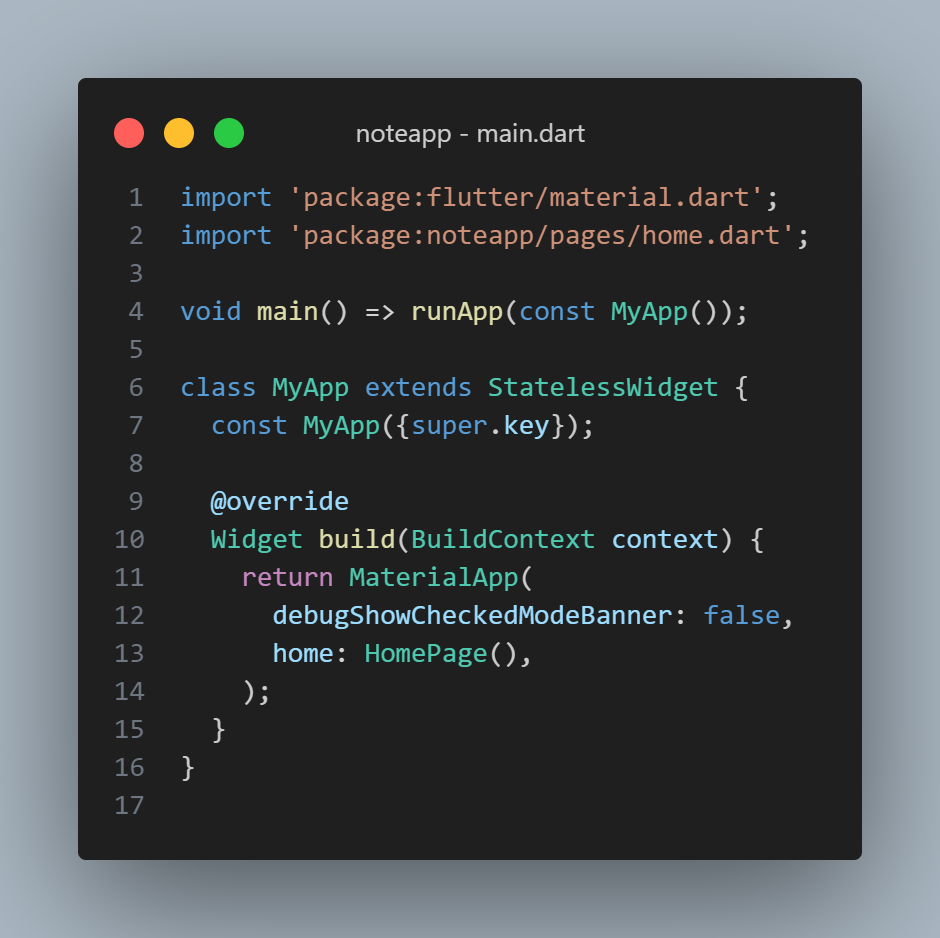 noteapp - main.dart
1 import 'package:flutter/material.dart';
2 import 'package:noteapp/pages/home.dart';
3
4 void main() => runApp(const MyApp());
5
6 class MyApp extends StatelessWidget {
7   const MyApp({super.key});
8
9   @override
10   Widget build(BuildContext context) {
11     return MaterialApp(
12       debugShowCheckedModeBanner: false,
13       home: HomePage(),
14     );
15   }
16 }
17